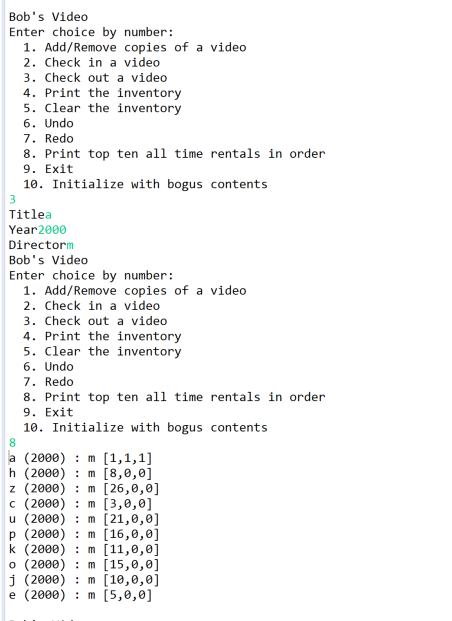 Bob's Video
Enter choice by number:
1. Add/Remove copies of a video
2. Check in a video
3. Check out a video
4. Print the inventory
5. Clear the inventory
6. Undo
7. Redo
8. Print top ten all time rentals in order
9. Exit
10. Initialize with bogus contents
3
Titlea
Year2000
Directorm
Bob's Video
Enter choice by number:
1. Add/Remove copies of a video
2. Check in a video
3. Check out a video
4. Print the inventory
5. Clear the inventory
6. Undo
7. Redo
8. Print top ten all time rentals in order
9. Exit
10. Initialize with bogus contents
8
a (2000) : m [1,1,1]
h (2000) : m [8,0,0]
z (2000) : m [26,0,0]
c (2000) : m [3,0,0]
u (2000) : m [21,0,0]
p (2000) : m [16,0,0]
k (2000) : m [11,0,0]
o (2000) : m [15,0,0]
j (2000) : m [10,0,0]
e (2000) : m [5,0,0]